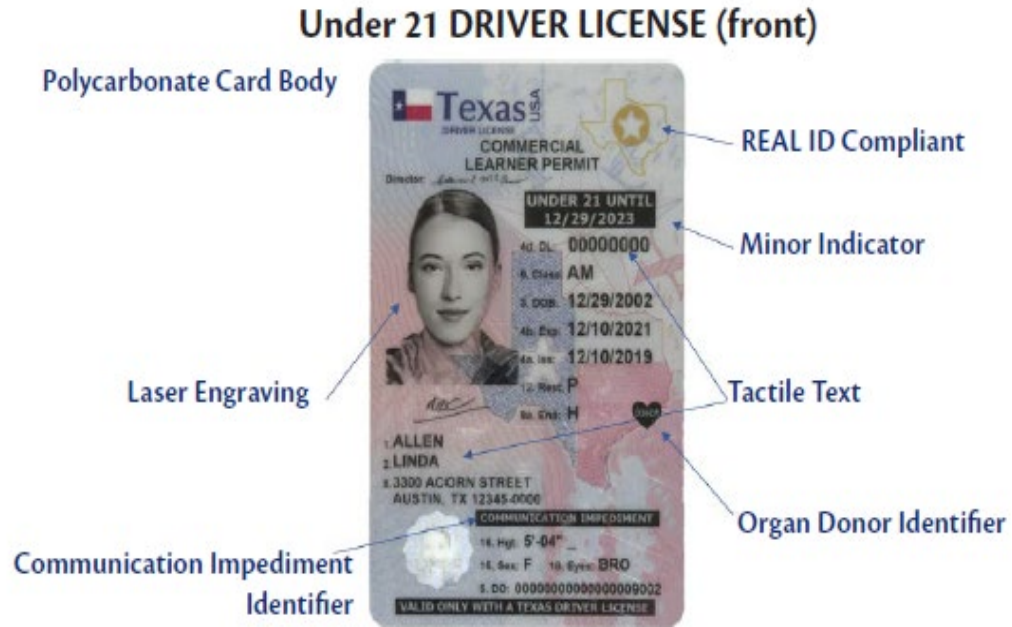 Under 21 DRIVER LICENSE (front)
Polycarbonate Card Body
Texas USA
DRIVER LICENSE
COMMERCIAL
LEARNER PERMIT
Director:
REAL ID Compliant
UNDER 21 UNTIL
12/29/2023
Minor Indicator
4d. DL: 00000000
9. Class: AM
3. DOB: 12/29/2002
4b. Exp: 12/10/2021
4a. Iss: 12/10/2019
12. Rest: P
9a. End: H
Laser Engraving
Tactile Text
DONOR
Organ Donor Identifier
1. ALLEN
2. LINDA
8. 3300 ACORN STREET
AUSTIN, TX 12345-0000
COMMUNICATION IMPEDIMENT
Communication Impediment
Identifier
16. Hgt: 5'-04"
15. Sex: F 18. Eyes: BRO
5. DD: 00000000000000009002
VALID ONLY WITH A TEXAS DRIVER LICENSE